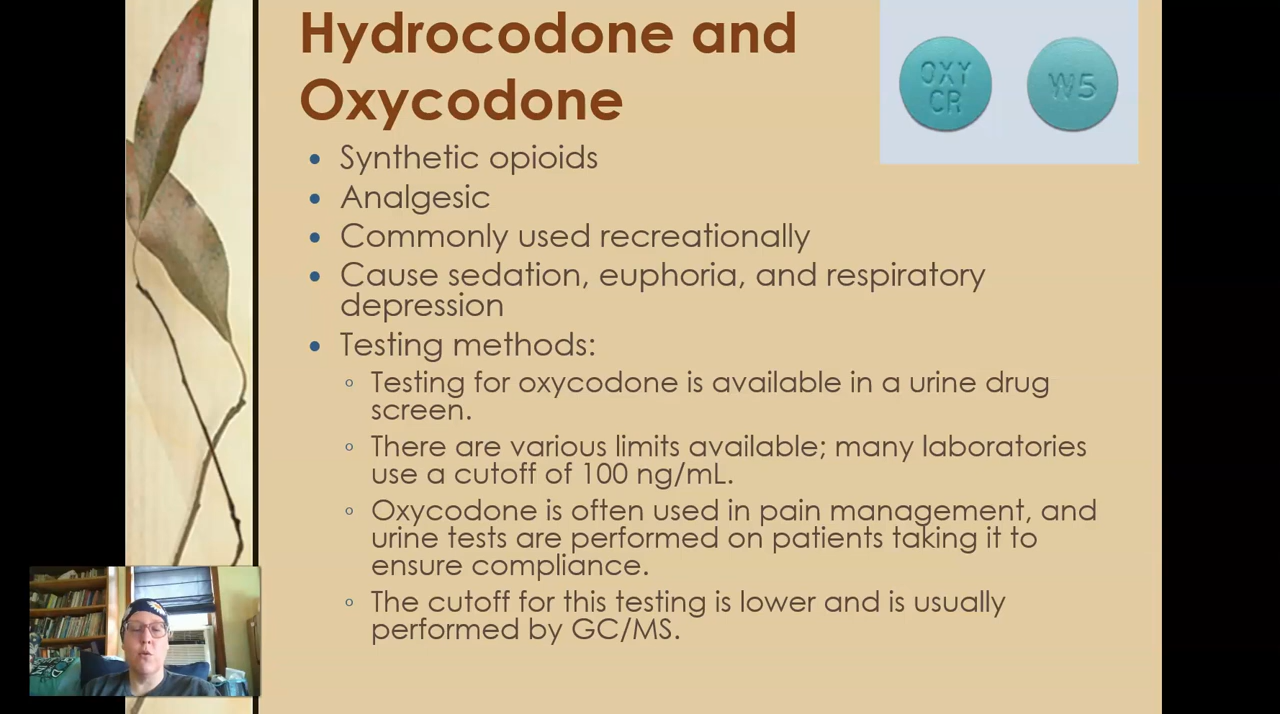 Hydrocodone and
Oxycodone
OXY
CR
W5
• Synthetic opioids
• Analgesic
• Commonly used recreationally
• Cause sedation, euphoria, and respiratory
depression
• Testing methods:
◦ Testing for oxycodone is available in a urine drug
screen.
◦ There are various limits available; many laboratories
use a cutoff of 100 ng/mL.
◦ Oxycodone is often used in pain management, and
urine tests are performed on patients taking it to
ensure compliance.
◦ The cutoff for this testing is lower and is usually
performed by GC/MS.